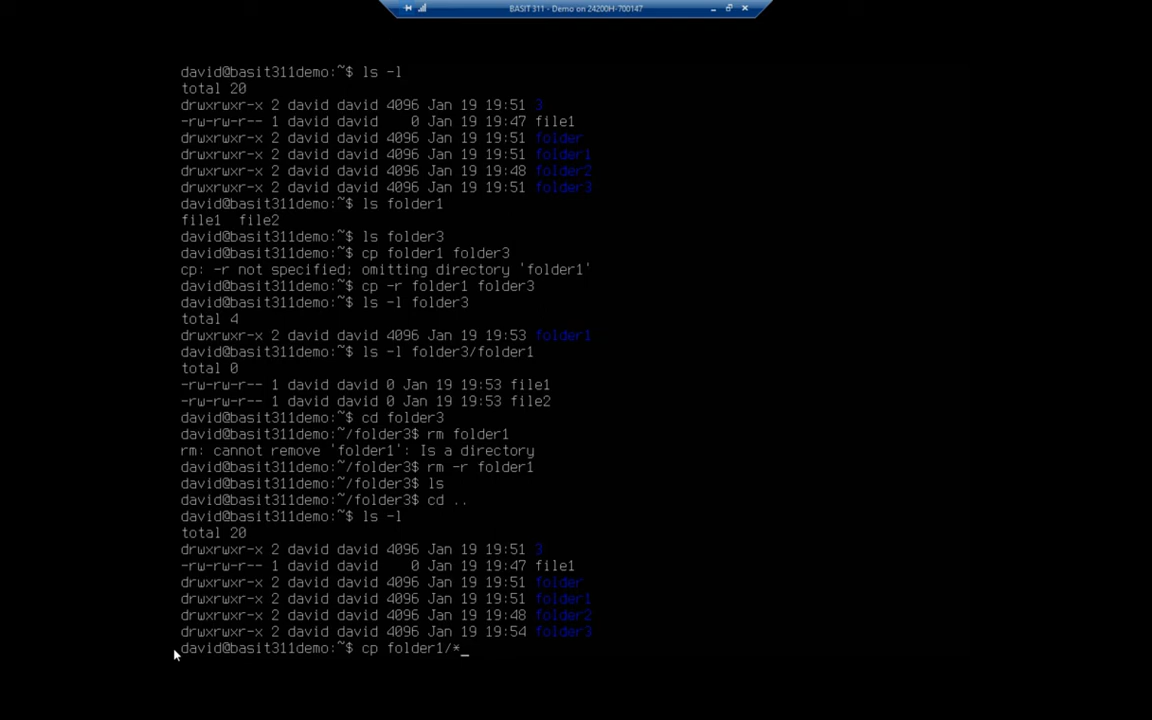 BASIT 311 - Demo on 24200H-700147
david@basit311demo:~$ ls -l
total 20
drwxrwxr-x 2 david david 4096 Jan 19 19:51 3
-rw-rw-r-- 1 david david    0 Jan 19 19:47 file1
drwxrwxr-x 2 david david 4096 Jan 19 19:51 folder
drwxrwxr-x 2 david david 4096 Jan 19 19:51 folder1
drwxrwxr-x 2 david david 4096 Jan 19 19:48 folder2
drwxrwxr-x 2 david david 4096 Jan 19 19:51 folder3
david@basit311demo:~$ ls folder1
file1  file2
david@basit311demo:~$ ls folder3
david@basit311demo:~$ cp folder1 folder3
cp: -r not specified; omitting directory 'folder1'
david@basit311demo:~$ cp -r folder1 folder3
david@basit311demo:~$ ls -l folder3
total 4
drwxrwxr-x 2 david david 4096 Jan 19 19:53 folder1
david@basit311demo:~$ ls -l folder3/folder1
total 0
-rw-rw-r-- 1 david david 0 Jan 19 19:53 file1
-rw-rw-r-- 1 david david 0 Jan 19 19:53 file2
david@basit311demo:~$ cd folder3
david@basit311demo:~/folder3$ rm folder1
rm: cannot remove 'folder1': Is a directory
david@basit311demo:~/folder3$ rm -r folder1
david@basit311demo:~/folder3$ ls
david@basit311demo:~/folder3$ cd ..
david@basit311demo:~$ ls -l
total 20
drwxrwxr-x 2 david david 4096 Jan 19 19:51 3
-rw-rw-r-- 1 david david    0 Jan 19 19:47 file1
drwxrwxr-x 2 david david 4096 Jan 19 19:51 folder
drwxrwxr-x 2 david david 4096 Jan 19 19:51 folder1
drwxrwxr-x 2 david david 4096 Jan 19 19:48 folder2
drwxrwxr-x 2 david david 4096 Jan 19 19:54 folder3
david@basit311demo:~$ cp folder1/*_